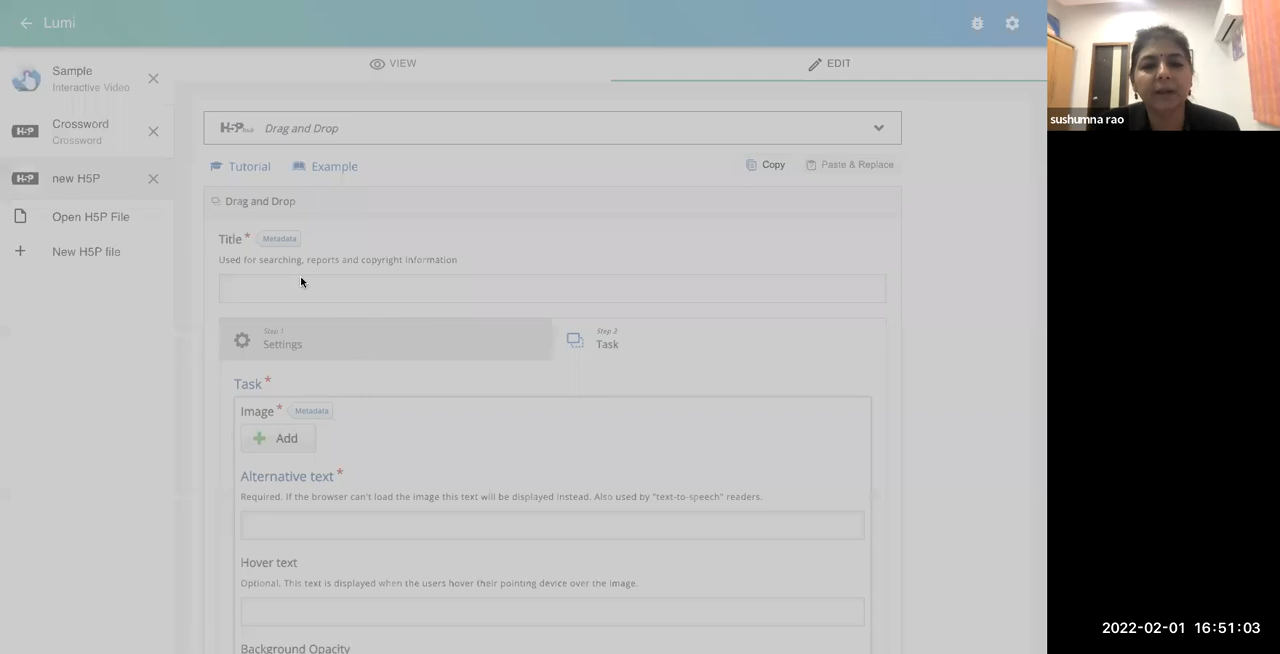 Lumi
Sample
Interactive Video
Crossword
Crossword
H5P
new H5P
H5P
Open H5P File
New H5P file
VIEW
EDIT
H5P Drag and Drop
Tutorial
Example
Copy
Paste & Replace
Drag and Drop
Title * Metadata
Used for searching, reports and copyright information
Step 1
Settings
Step 2
Task
Task *
Image * Metadata
Add
Alternative text *
Required. If the browser can't load the image this text will be displayed instead. Also used by "text-to-speech" readers.
Hover text
Optional. This text is displayed when the users hover their pointing device over the image.
Background Opacity
sushumna rao
2022-02-01 16:51:03